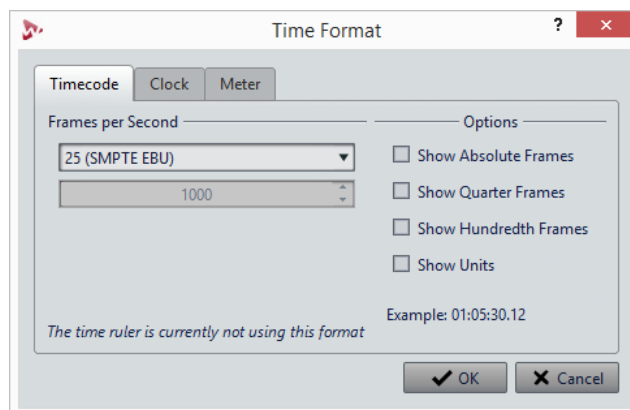 Time Format
?
Timecode
Clock
Meter
Frames per Second
Options
25 (SMPTE EBU)
Show Absolute Frames
1000
Show Quarter Frames
Show Hundredth Frames
Show Units
Example: 01:05:30.12
The time ruler is currently not using this format
OK
Cancel